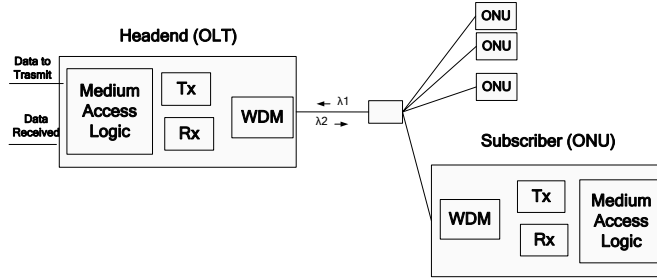 Headend (OLT)
Data to
Trasmit
Data
Received
Medium
Access
Logic
Tx
Rx
WDM
λ1
λ2
ONU
ONU
ONU
Subscriber (ONU)
WDM
Tx
Rx
Medium
Access
Logic